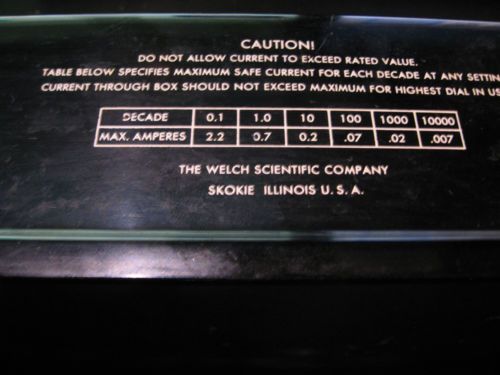 CAUTION!
DO NOT ALLOW CURRENT TO EXCEED RATED VALUE.
TABLE BELOW SPECIFIES MAXIMUM SAFE CURRENT FOR EACH DECADE AT ANY
CURRENT THROUGH BOX SHOULD NOT EXCEED MAXIMUM FOR HIGHEST DIAL IN
DECADE 0.1 1.0 10 100 1000 10000
MAX. AMPERES 2.2 0.7 0.2 .07 .02 .007
THE WELCH SCIENTIFIC COMPANY
SKOKIE ILLINOIS U. S. A.